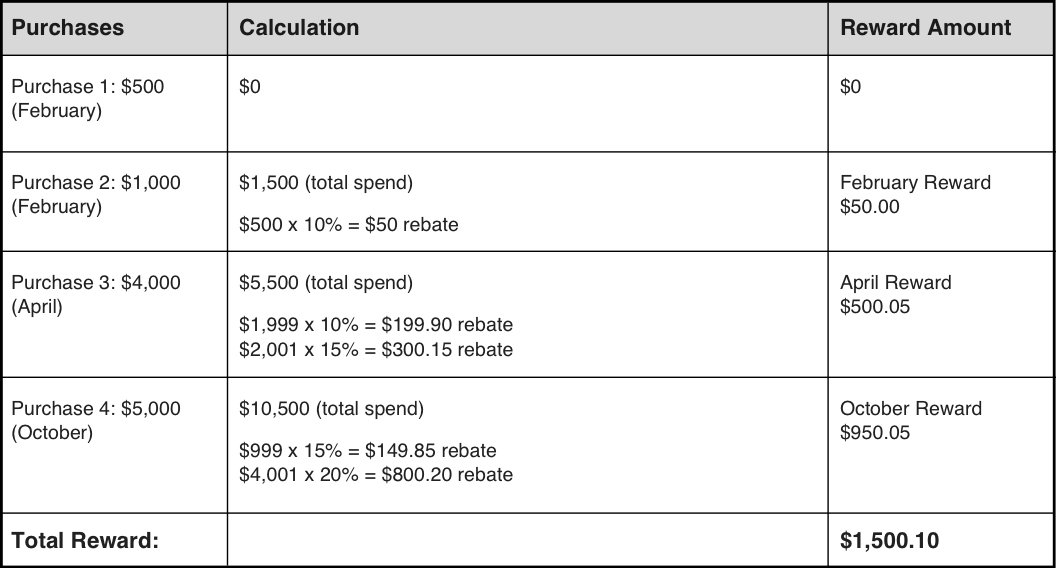 Purchases
Calculation
Reward Amount
Purchase 1: $500
(February)
$0
$0
Purchase 2: $1,000
(February)
$1,500 (total spend)
$500 x 10% = $50 rebate
February Reward
$50.00
Purchase 3: $4,000
(April)
$5,500 (total spend)
$1,999 x 10% = $199.90 rebate
$2,001 x 15% = $300.15 rebate
April Reward
$500.05
Purchase 4: $5,000
(October)
$10,500 (total spend)
$999 x 15% = $149.85 rebate
$4,001 x 20% = $800.20 rebate
October Reward
$950.05
Total Reward:
$1,500.10